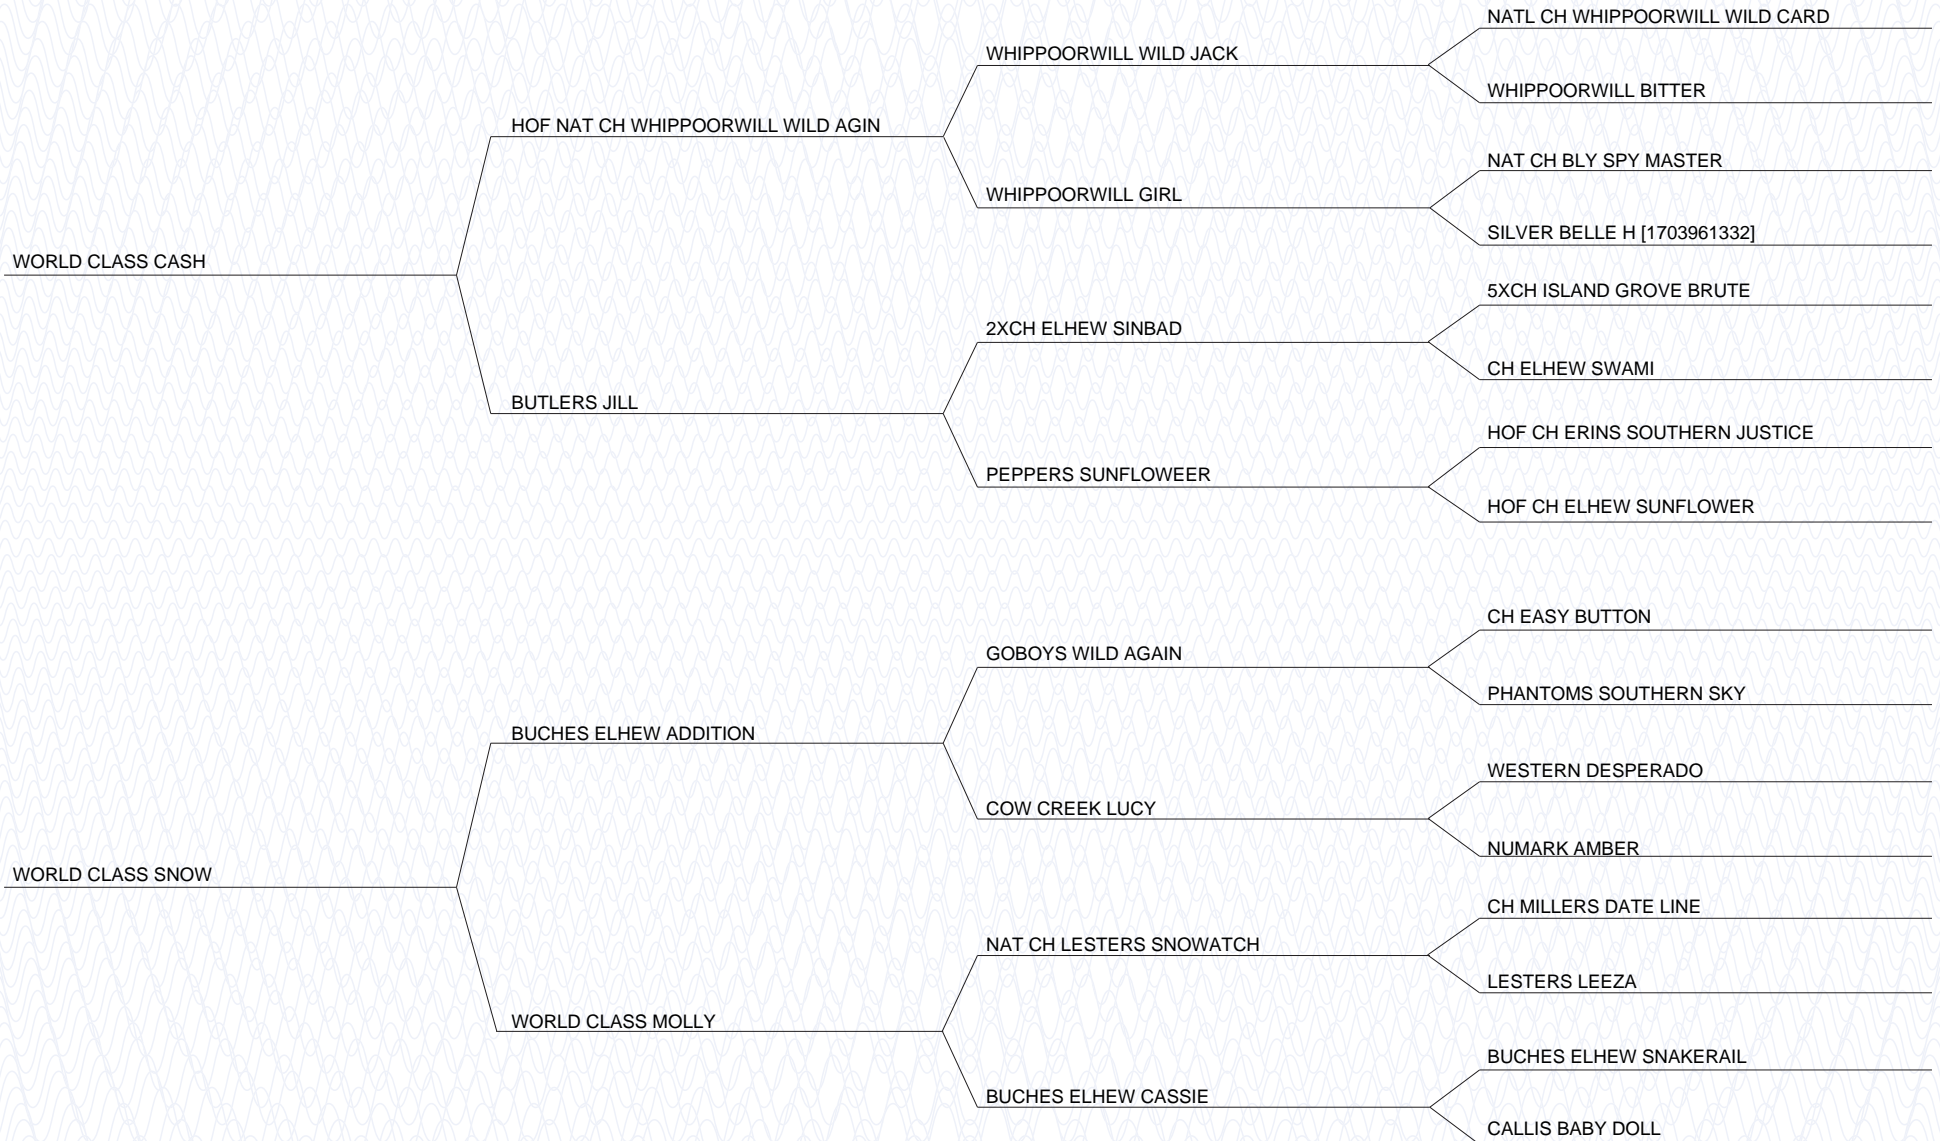 NATL CH WHIPPOORWILL WILD CARD
WHIPPOORWILL WILD JACK
WHIPPOORWILL BITTER
HOF NAT CH WHIPPOORWILL WILD AGIN
NAT CH BLY SPY MASTER
WHIPPOORWILL GIRL
SILVER BELLE H [1703961332]
WORLD CLASS CASH
5XCH ISLAND GROVE BRUTE
2XCH ELHEW SINBAD
CH ELHEW SWAMI
BUTLERS JILL
HOF CH ERINS SOUTHERN JUSTICE
PEPPERS SUNFLOWEER
HOF CH ELHEW SUNFLOWER
CH EASY BUTTON
GOBOYS WILD AGAIN
PHANTOMS SOUTHERN SKY
BUCHES ELHEW ADDITION
WESTERN DESPERADO
COW CREEK LUCY
NUMARK AMBER
WORLD CLASS SNOW
CH MILLERS DATE LINE
NAT CH LESTERS SNOWATCH
LESTERS LEEZA
WORLD CLASS MOLLY
BUCHES ELHEW SNAKERAIL
BUCHES ELHEW CASSIE
CALLIS BABY DOLL